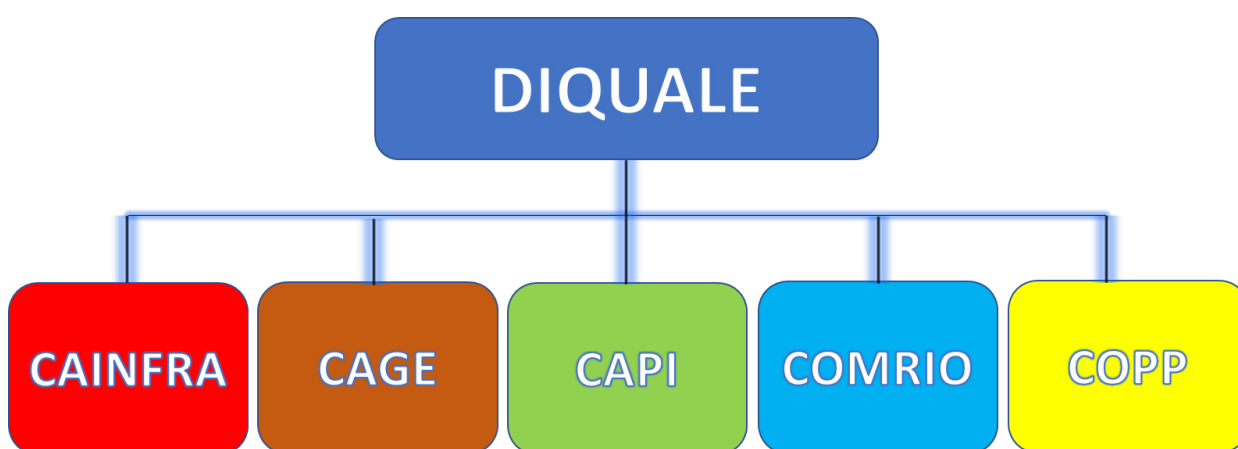 DIQUALE
CAINFRA
CAGE
CAPI
COMRIO
COPP